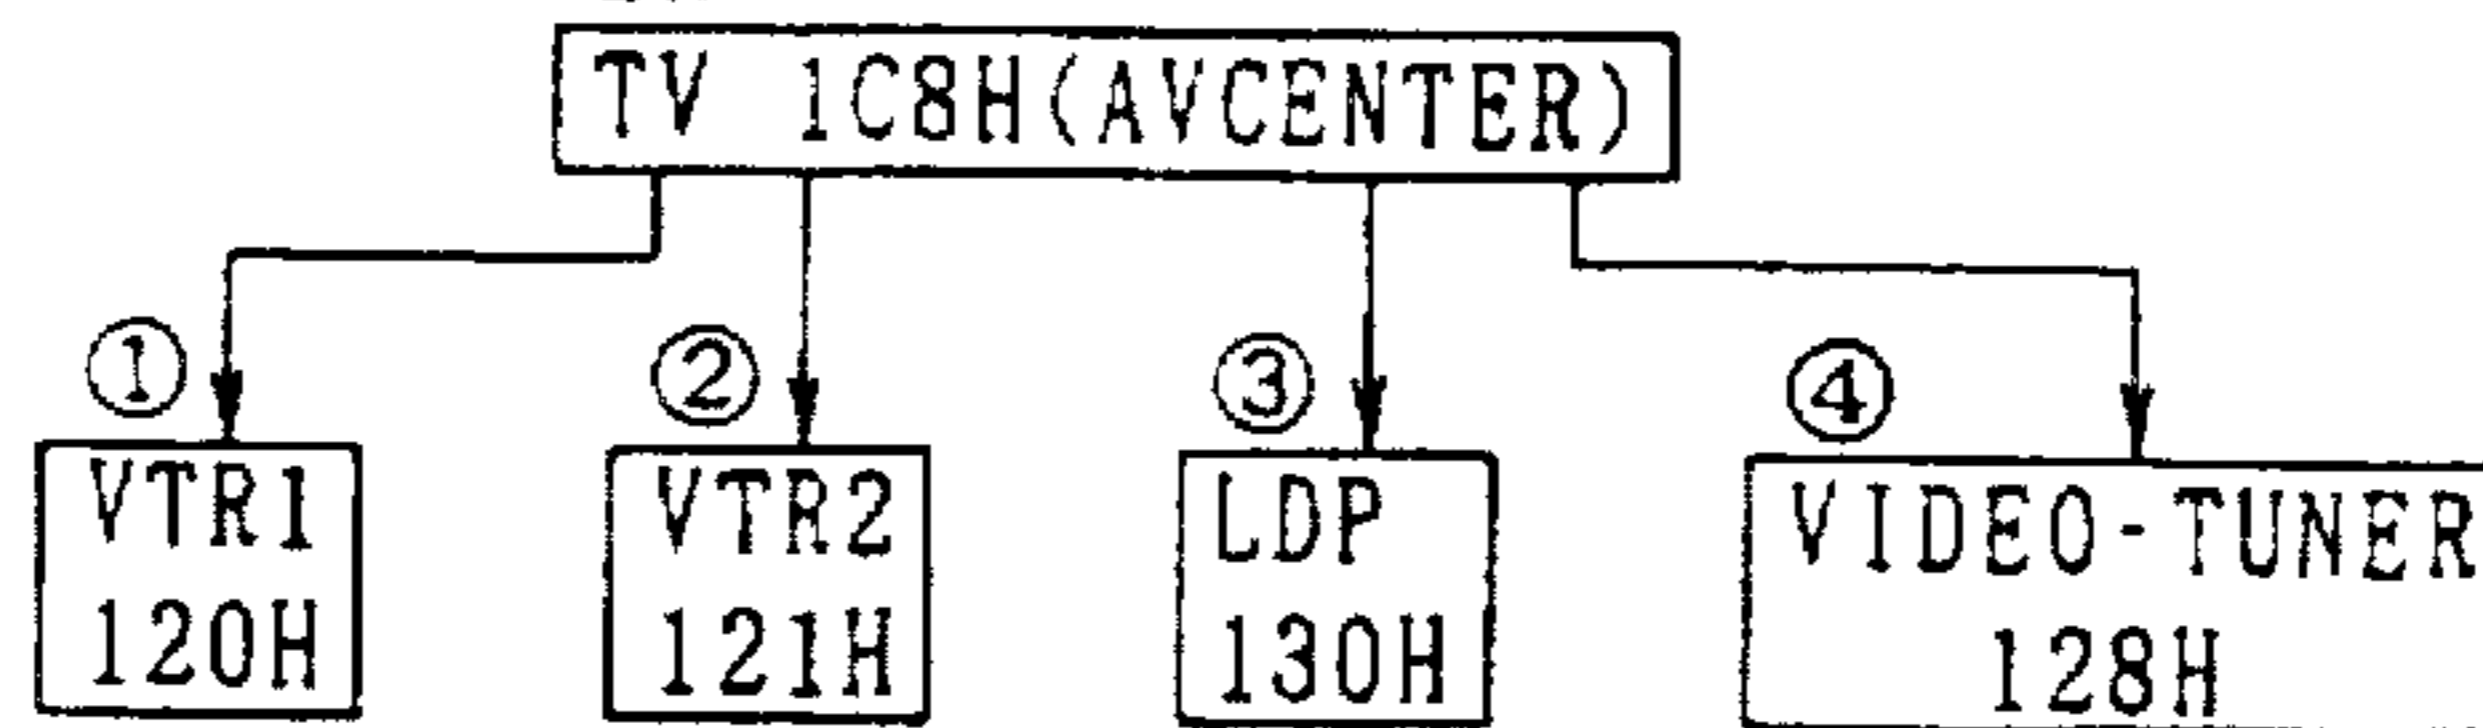 TV 1C8H(AVCENTER)
① ② ③ ④
VTR1 VTR2 LDP VIDEO-TUNER
120H 121H 130H 128H